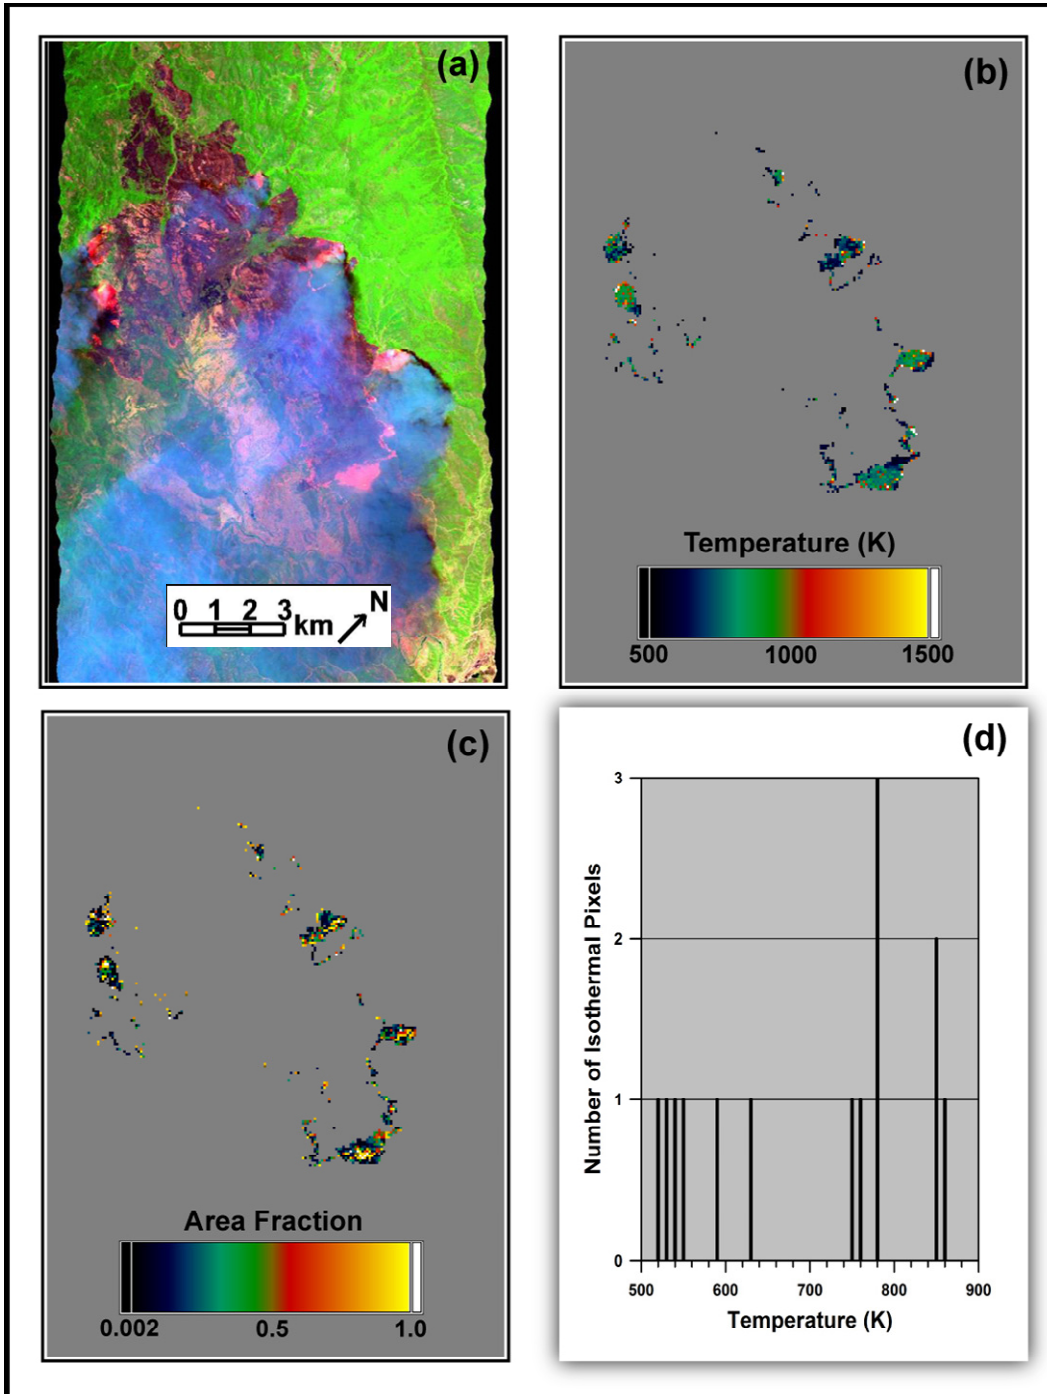 (a)
0 1 2 3 km N
(b)
Temperature (K)
500 1000 1500
(c)
Area Fraction
0.002 0.5 1.0
(d)
Number of Isothermal Pixels
3
2
1
0
500 600 700 800 900
Temperature (K)